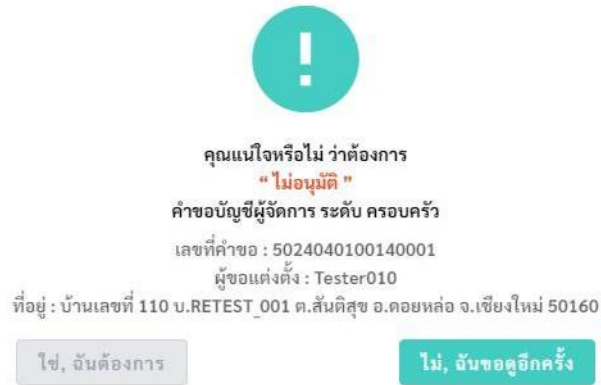 !
คุณแน่ใจหรือไม่ ว่าต้องการ
“ ไม่อนุมัติ ”
คำขอบัญชีผู้จัดการ ระดับ ครอบครัว
เลขที่คำขอ : 5024040100140001
ผู้ขอแต่งตั้ง : Tester010
ที่อยู่ : บ้านเลขที่ 110 บ.RETEST_001 ต.สันติสุข อ.ดอยหล่อ จ.เชียงใหม่ 50160
ใช่, ฉันต้องการ
ไม่, ฉันขอดูอีกครั้ง